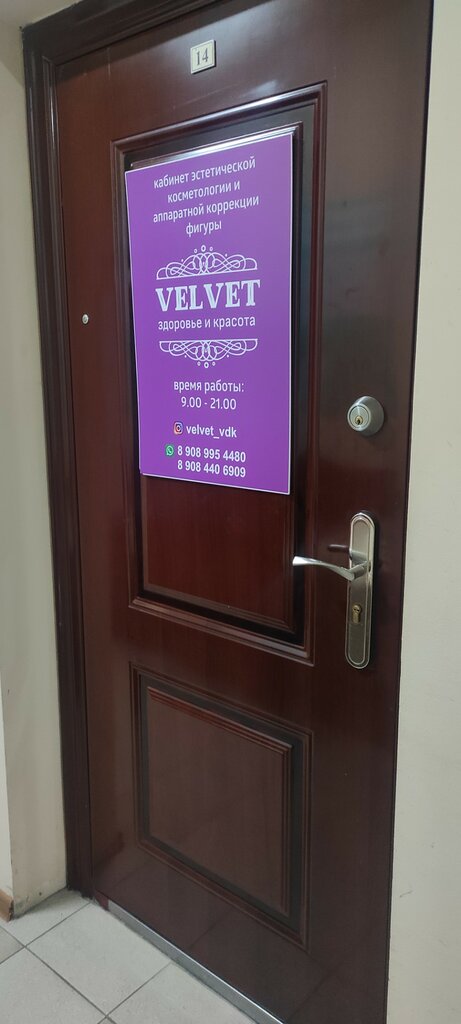 14
кабинет эстетической
косметологии и
аппаратной коррекции
фигуры
VELVET
здоровье и красота
время работы:
9.00 - 21.00
velvet_vdk
8 908 995 4480
8 908 440 6909